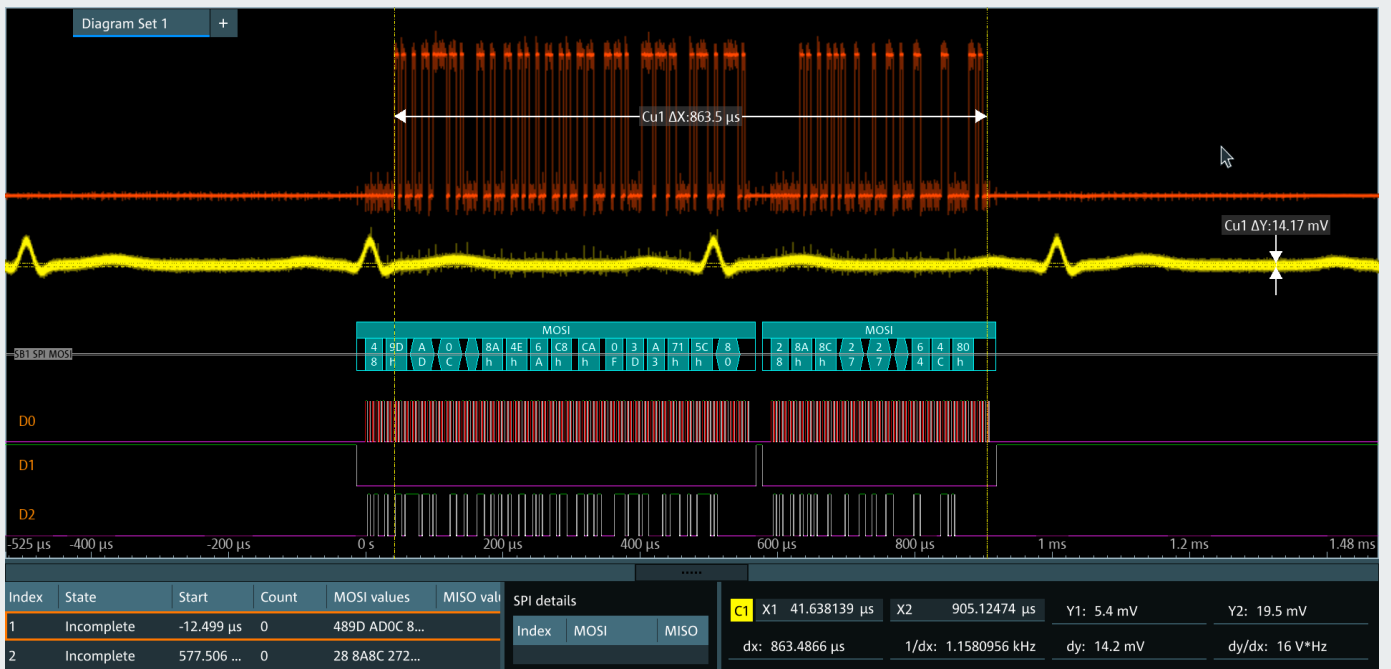 Diagram Set 1 +
Cu1 ΔX:863.5 µs
Cu1 ΔY:14.17 mV
MOSI MOSI
SB1 SPI MOSI
4 9D A 0 8A 4E 6 C8 CA 0 3 A 71 5C 8 2 8A 8C 2 2 6 4 80
8 h D C h h A h h F D 3 h h 0 8 h h 7 7 4 C h
D0
D1
D2
-525 µs -400 µs -200 µs 0 s 200 µs 400 µs 600 µs 800 µs 1 ms 1.2 ms 1.48 ms
Index State Start Count MOSI values MISO valu
1 Incomplete -12.499 µs 0 489D AD0C 8...
2 Incomplete 577.506 ... 0 28 8A8C 272...
SPI details
Index MOSI MISO
C1 X1 41.638139 µs X2 905.12474 µs Y1: 5.4 mV Y2: 19.5 mV
dx: 863.4866 µs 1/dx: 1.1580956 kHz dy: 14.2 mV dy/dx: 16 V*Hz